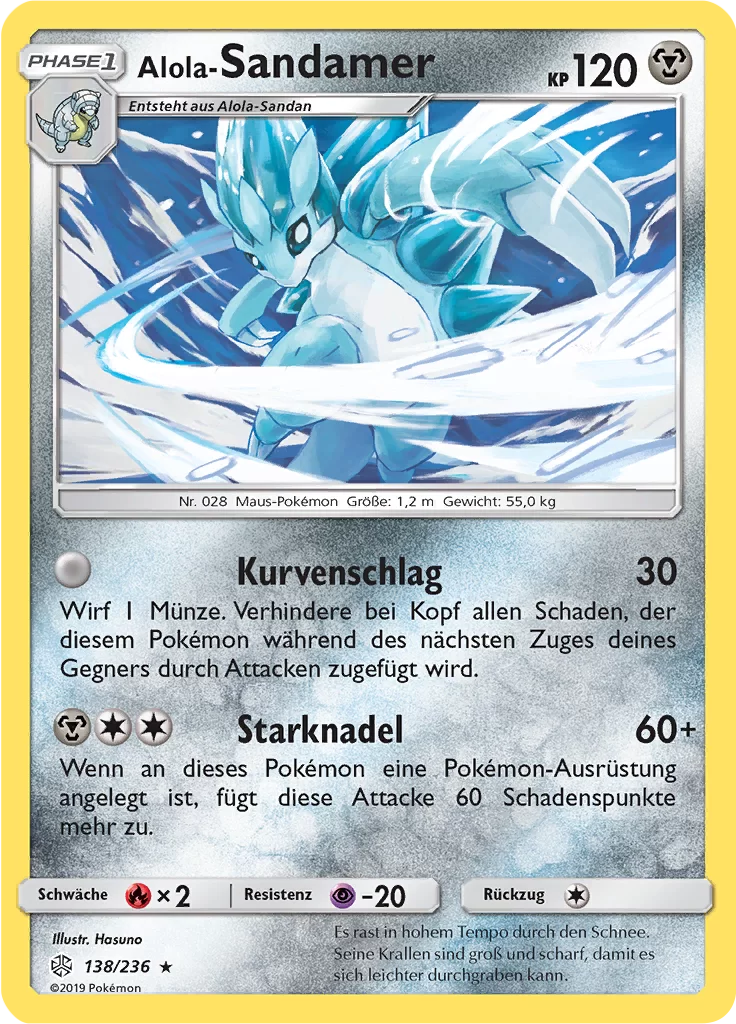 PHASE 1
Alola-Sandamer
KP 120
Entsteht aus Alola-Sandan
Nr. 028 Maus-Pokémon Größe: 1,2 m Gewicht: 55,0 kg
Kurvenschlag 30
Wirf 1 Münze. Verhindere bei Kopf allen Schaden, der
diesem Pokémon während des nächsten Zuges deines
Gegners durch Attacken zugefügt wird.
Starknadel 60+
Wenn an dieses Pokémon eine Pokémon-Ausrüstung
angelegt ist, fügt diese Attacke 60 Schadenspunkte
mehr zu.
Schwäche ×2 Resistenz -20 Rückzug
Illustr. Hasuno
138/236 ★
©2019 Pokémon
Es rast in hohem Tempo durch den Schnee.
Seine Krallen sind groß und scharf, damit es
sich leichter durchgraben kann.